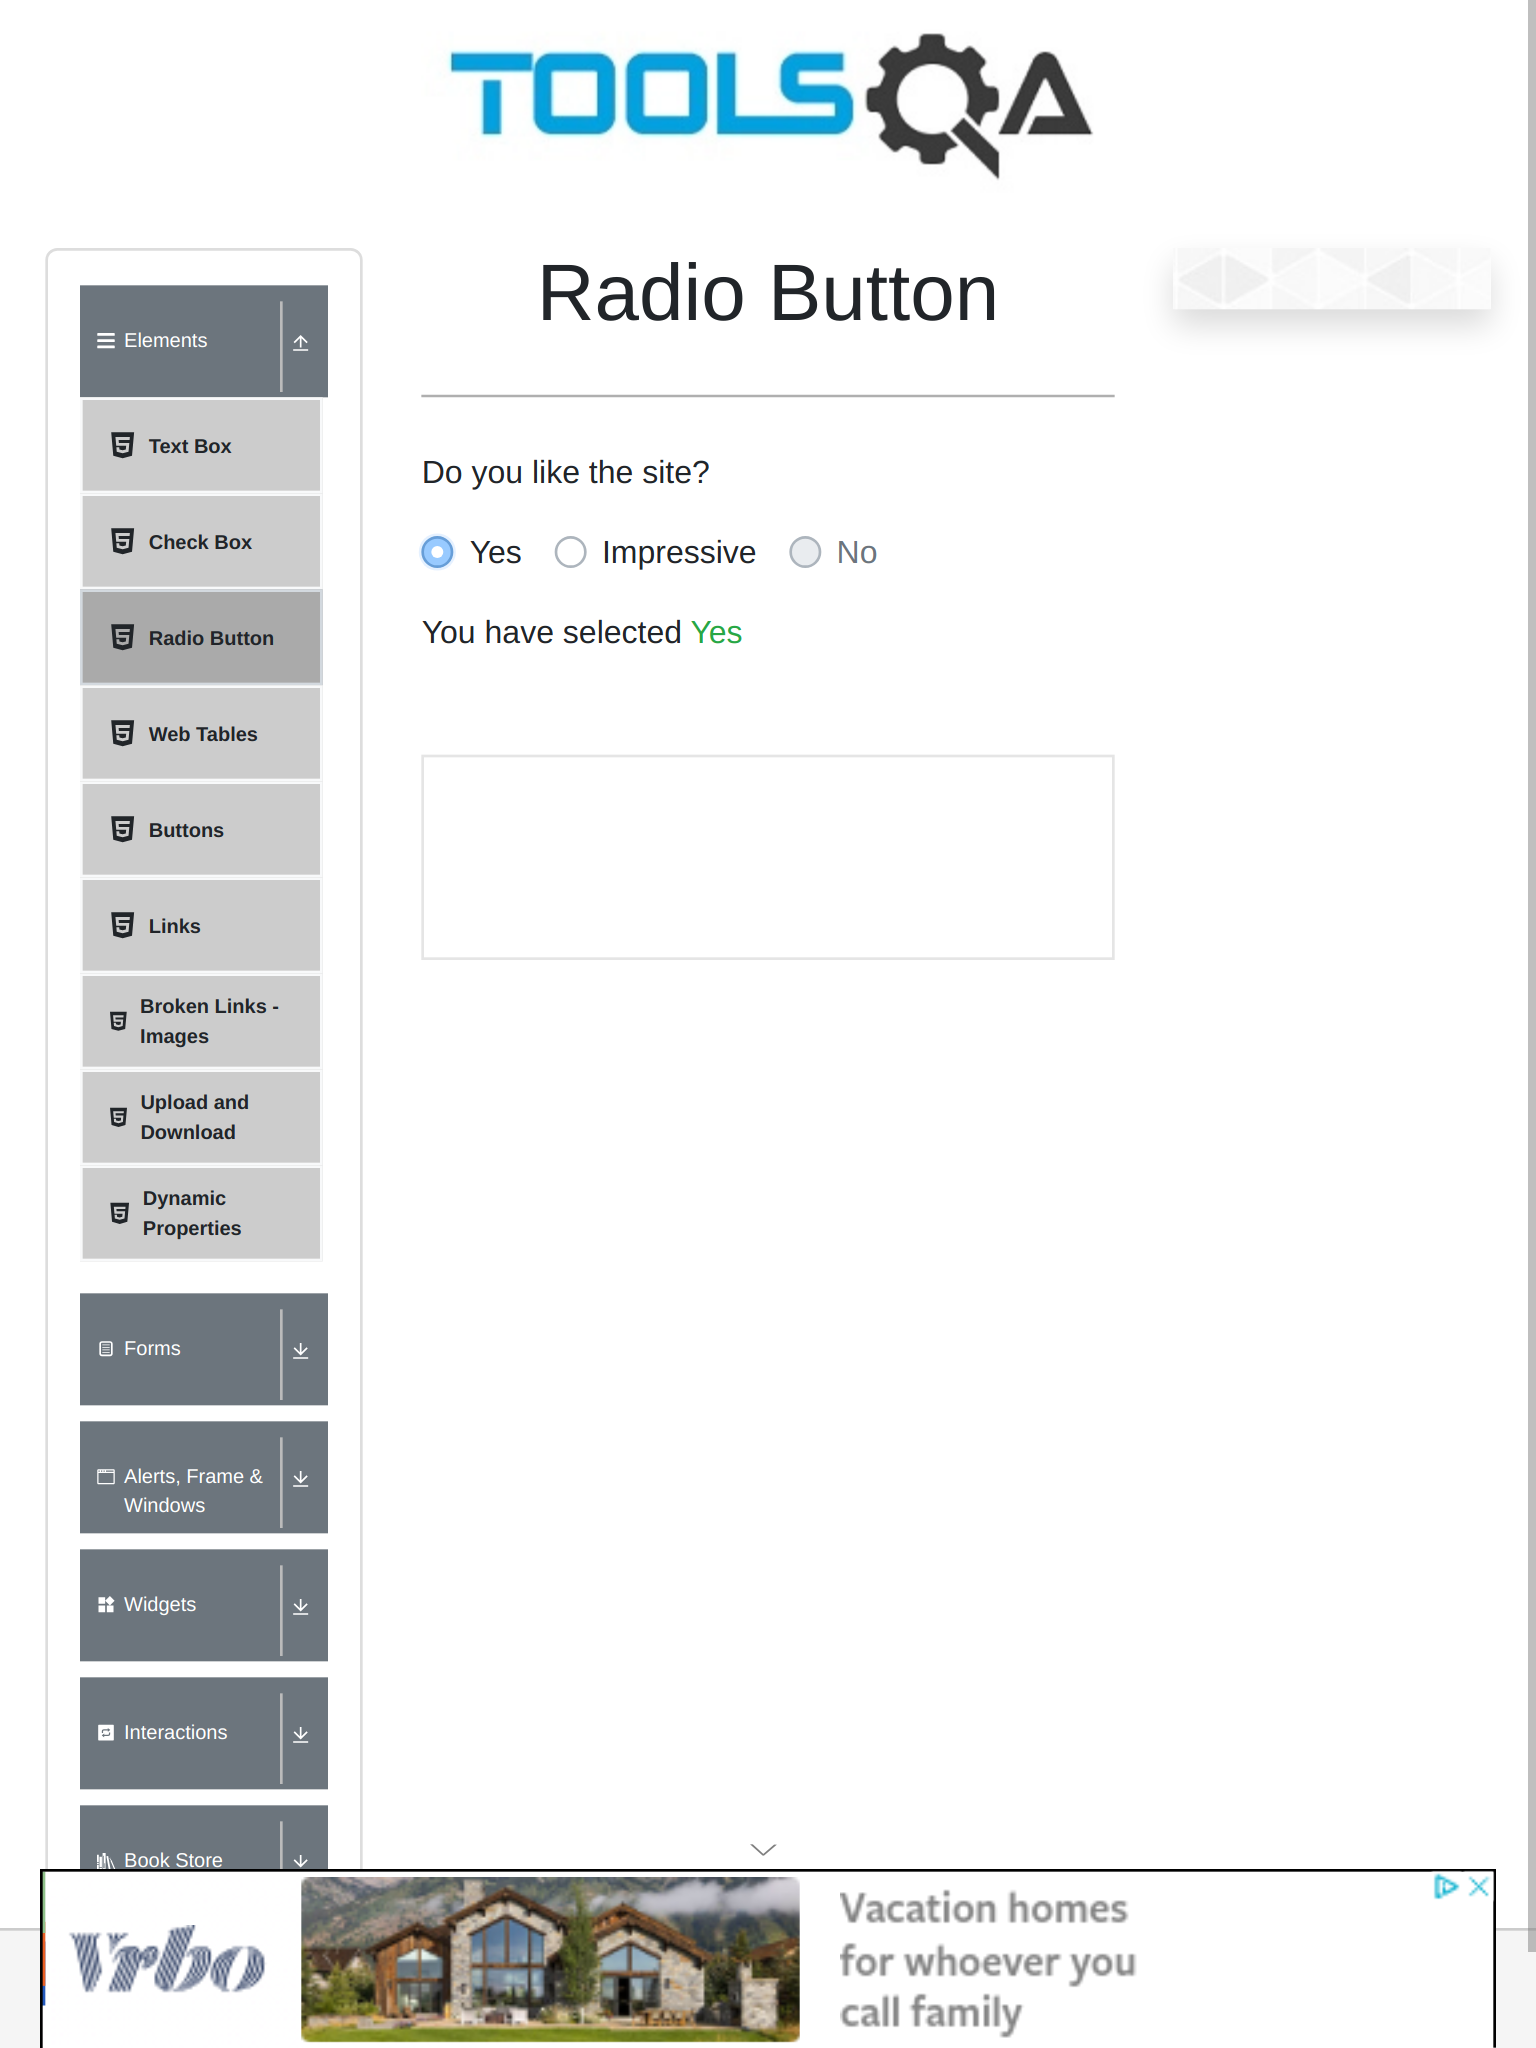 TOOLSQA
Radio Button
Elements
Text Box
Check Box
Radio Button
Web Tables
Buttons
Links
Broken Links -
Images
Upload and
Download
Dynamic
Properties
Forms
Alerts, Frame &
Windows
Widgets
Interactions
Book Store
Do you like the site?
Yes Impressive No
You have selected Yes
Vrbo
Vacation homes
for whoever you
call family